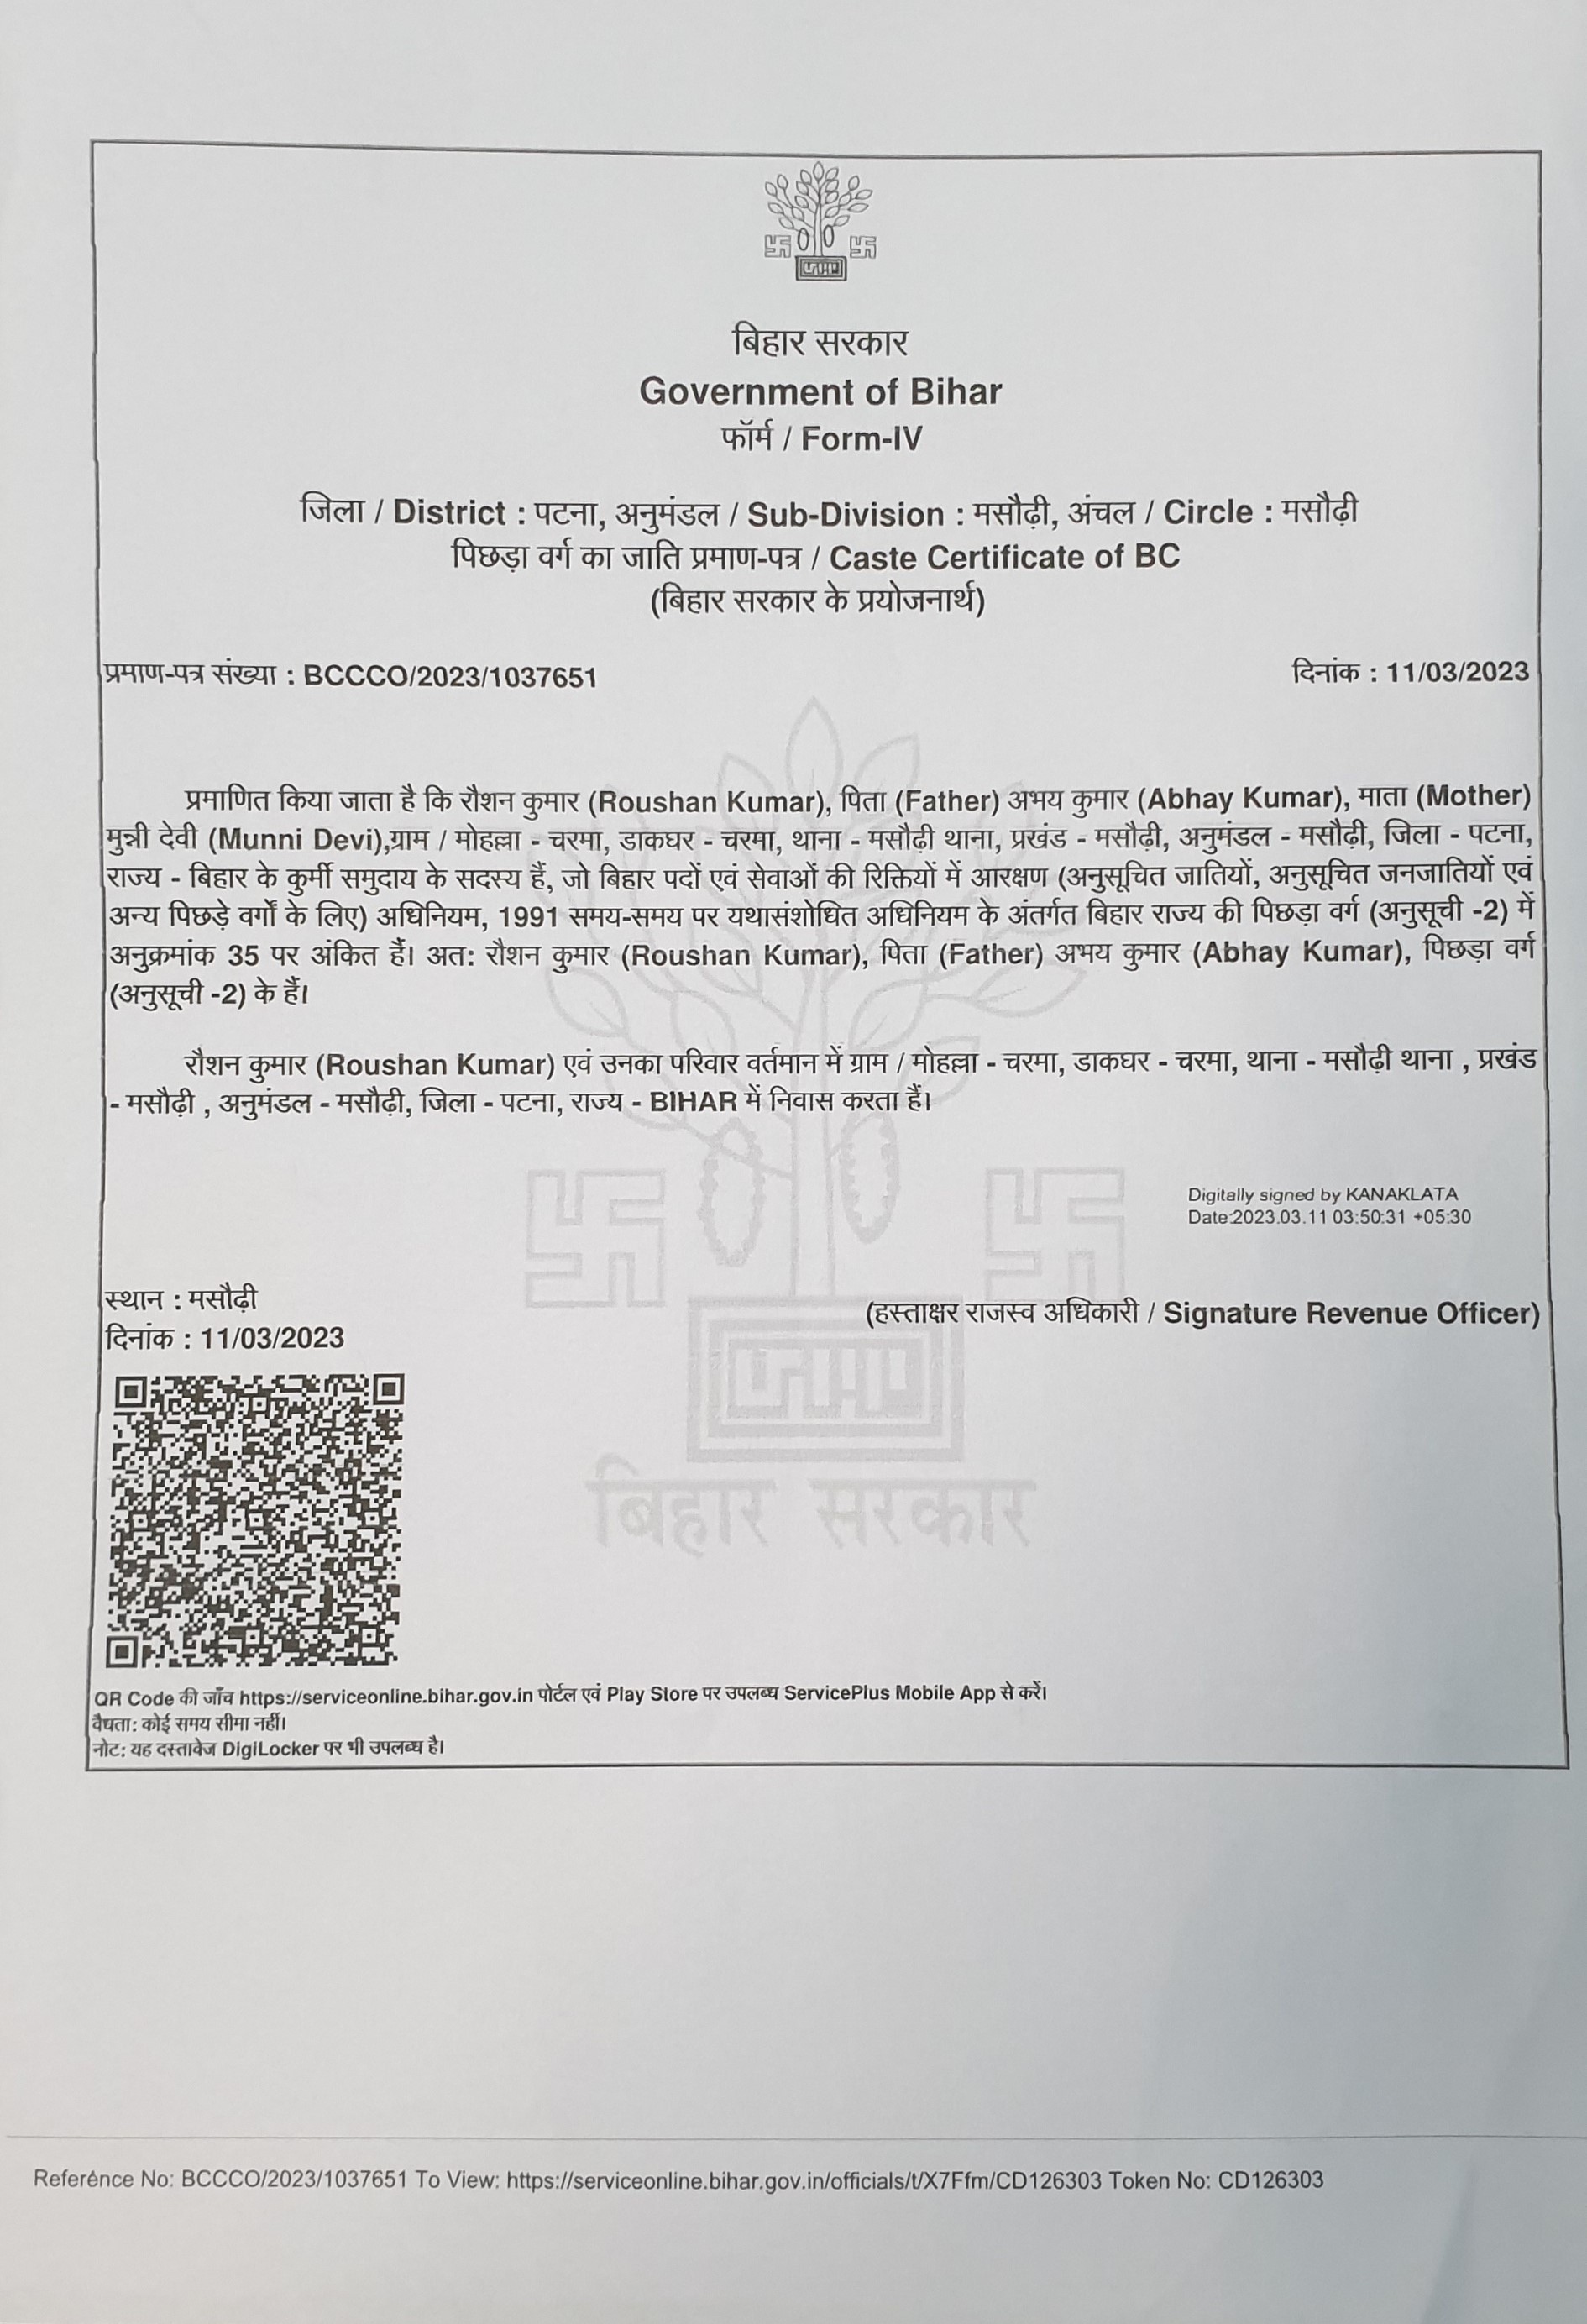 बिहार सरकार
Government of Bihar
फॉर्म / Form-IV
जिला / District : पटना, अनुमंडल / Sub-Division : मसौढ़ी, अंचल / Circle : मसौढ़ी
पिछड़ा वर्ग का जाति प्रमाण-पत्र / Caste Certificate of BC
(बिहार सरकार के प्रयोजनार्थ)
प्रमाण-पत्र संख्या : BCCCO/2023/1037651 दिनांक : 11/03/2023
प्रमाणित किया जाता है कि रौशन कुमार (Roushan Kumar), पिता (Father) अभय कुमार (Abhay Kumar), माता (Mother)
मुन्नी देवी (Munni Devi),ग्राम / मोहल्ला - चरमा, डाकघर - चरमा, थाना - मसौढ़ी थाना, प्रखंड - मसौढ़ी, अनुमंडल - मसौढ़ी, जिला - पटना,
राज्य - बिहार के कुर्मी समुदाय के सदस्य हैं, जो बिहार पदों एवं सेवाओं की रिक्तियों में आरक्षण (अनुसूचित जातियों, अनुसूचित जनजातियों एवं
अन्य पिछड़े वर्गों के लिए) अधिनियम, 1991 समय-समय पर यथासंशोधित अधिनियम के अंतर्गत बिहार राज्य की पिछड़ा वर्ग (अनुसूची -2) में
अनुक्रमांक 35 पर अंकित हैं। अत: रौशन कुमार (Roushan Kumar), पिता (Father) अभय कुमार (Abhay Kumar), पिछड़ा वर्ग
(अनुसूची -2) के हैं।
रौशन कुमार (Roushan Kumar) एवं उनका परिवार वर्तमान में ग्राम / मोहल्ला - चरमा, डाकघर - चरमा, थाना - मसौढ़ी थाना , प्रखंड
- मसौढ़ी , अनुमंडल - मसौढ़ी, जिला - पटना, राज्य - BIHAR में निवास करता हैं।
Digitally signed by KANAKLATA
Date:2023.03.11 03:50:31 +05:30
स्थान : मसौढ़ी
(हस्ताक्षर राजस्व अधिकारी / Signature Revenue Officer)
दिनांक : 11/03/2023
बिहार सरकार
QR Code की जाँच https://serviceonline.bihar.gov.in पोर्टल एवं Play Store पर उपलब्ध ServicePlus Mobile App से करें।
वैधता: कोई समय सीमा नहीं।
नोट: यह दस्तावेज DigiLocker पर भी उपलब्ध है।
Reference No: BCCCO/2023/1037651 To View: https://serviceonline.bihar.gov.in/officials/t/X7Ffm/CD126303 Token No: CD126303